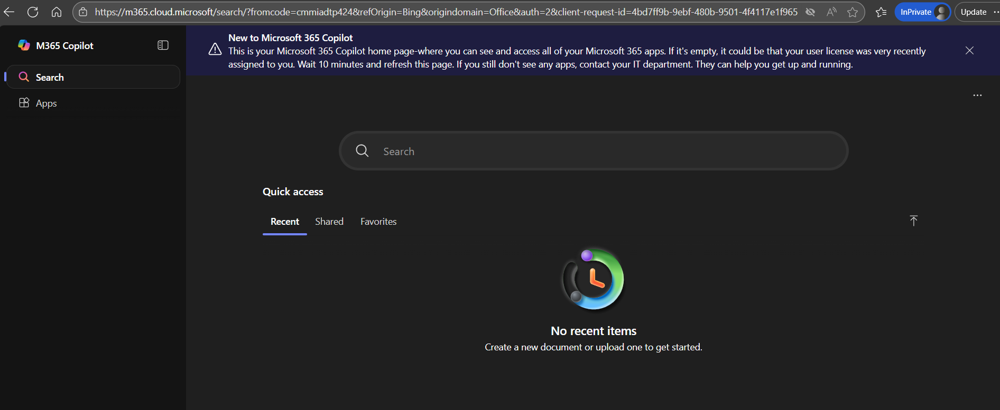 https://m365.cloud.microsoft/search/?fromcode=cmmiadtp424&refOrigin=Bing&origindomain=Office&auth=2&client-request-id=4bd7ff9b-9ebf-480b-9501-4f4117e1f965
InPrivate
Update
M365 Copilot
Search
Apps
New to Microsoft 365 Copilot
This is your Microsoft 365 Copilot home page-where you can see and access all of your Microsoft 365 apps. If it's empty, it could be that your user license was very recently
assigned to you. Wait 10 minutes and refresh this page. If you still don't see any apps, contact your IT department. They can help you get up and running.
Search
Quick access
Recent Shared Favorites
No recent items
Create a new document or upload one to get started.